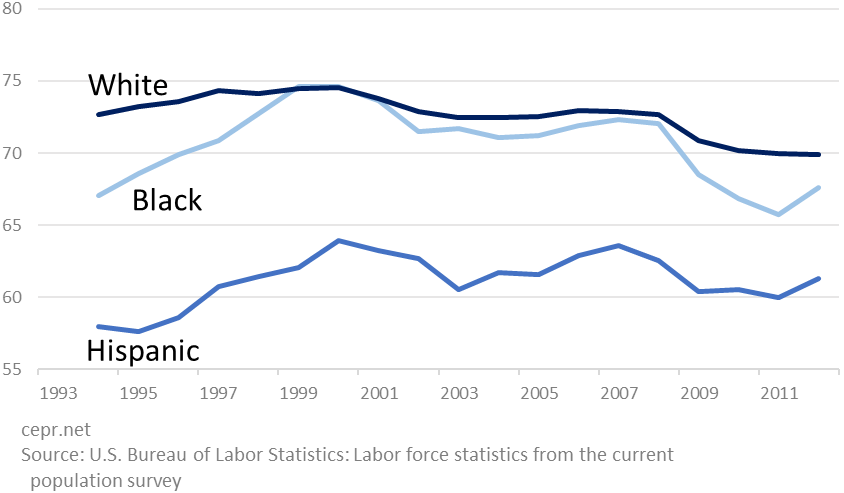 80
75
White
70
Black
65
60
Hispanic
55
1993 1995 1997 1999 2001 2003 2005 2007 2009 2011
cepr.net
Source: U.S. Bureau of Labor Statistics: Labor force statistics from the current
population survey